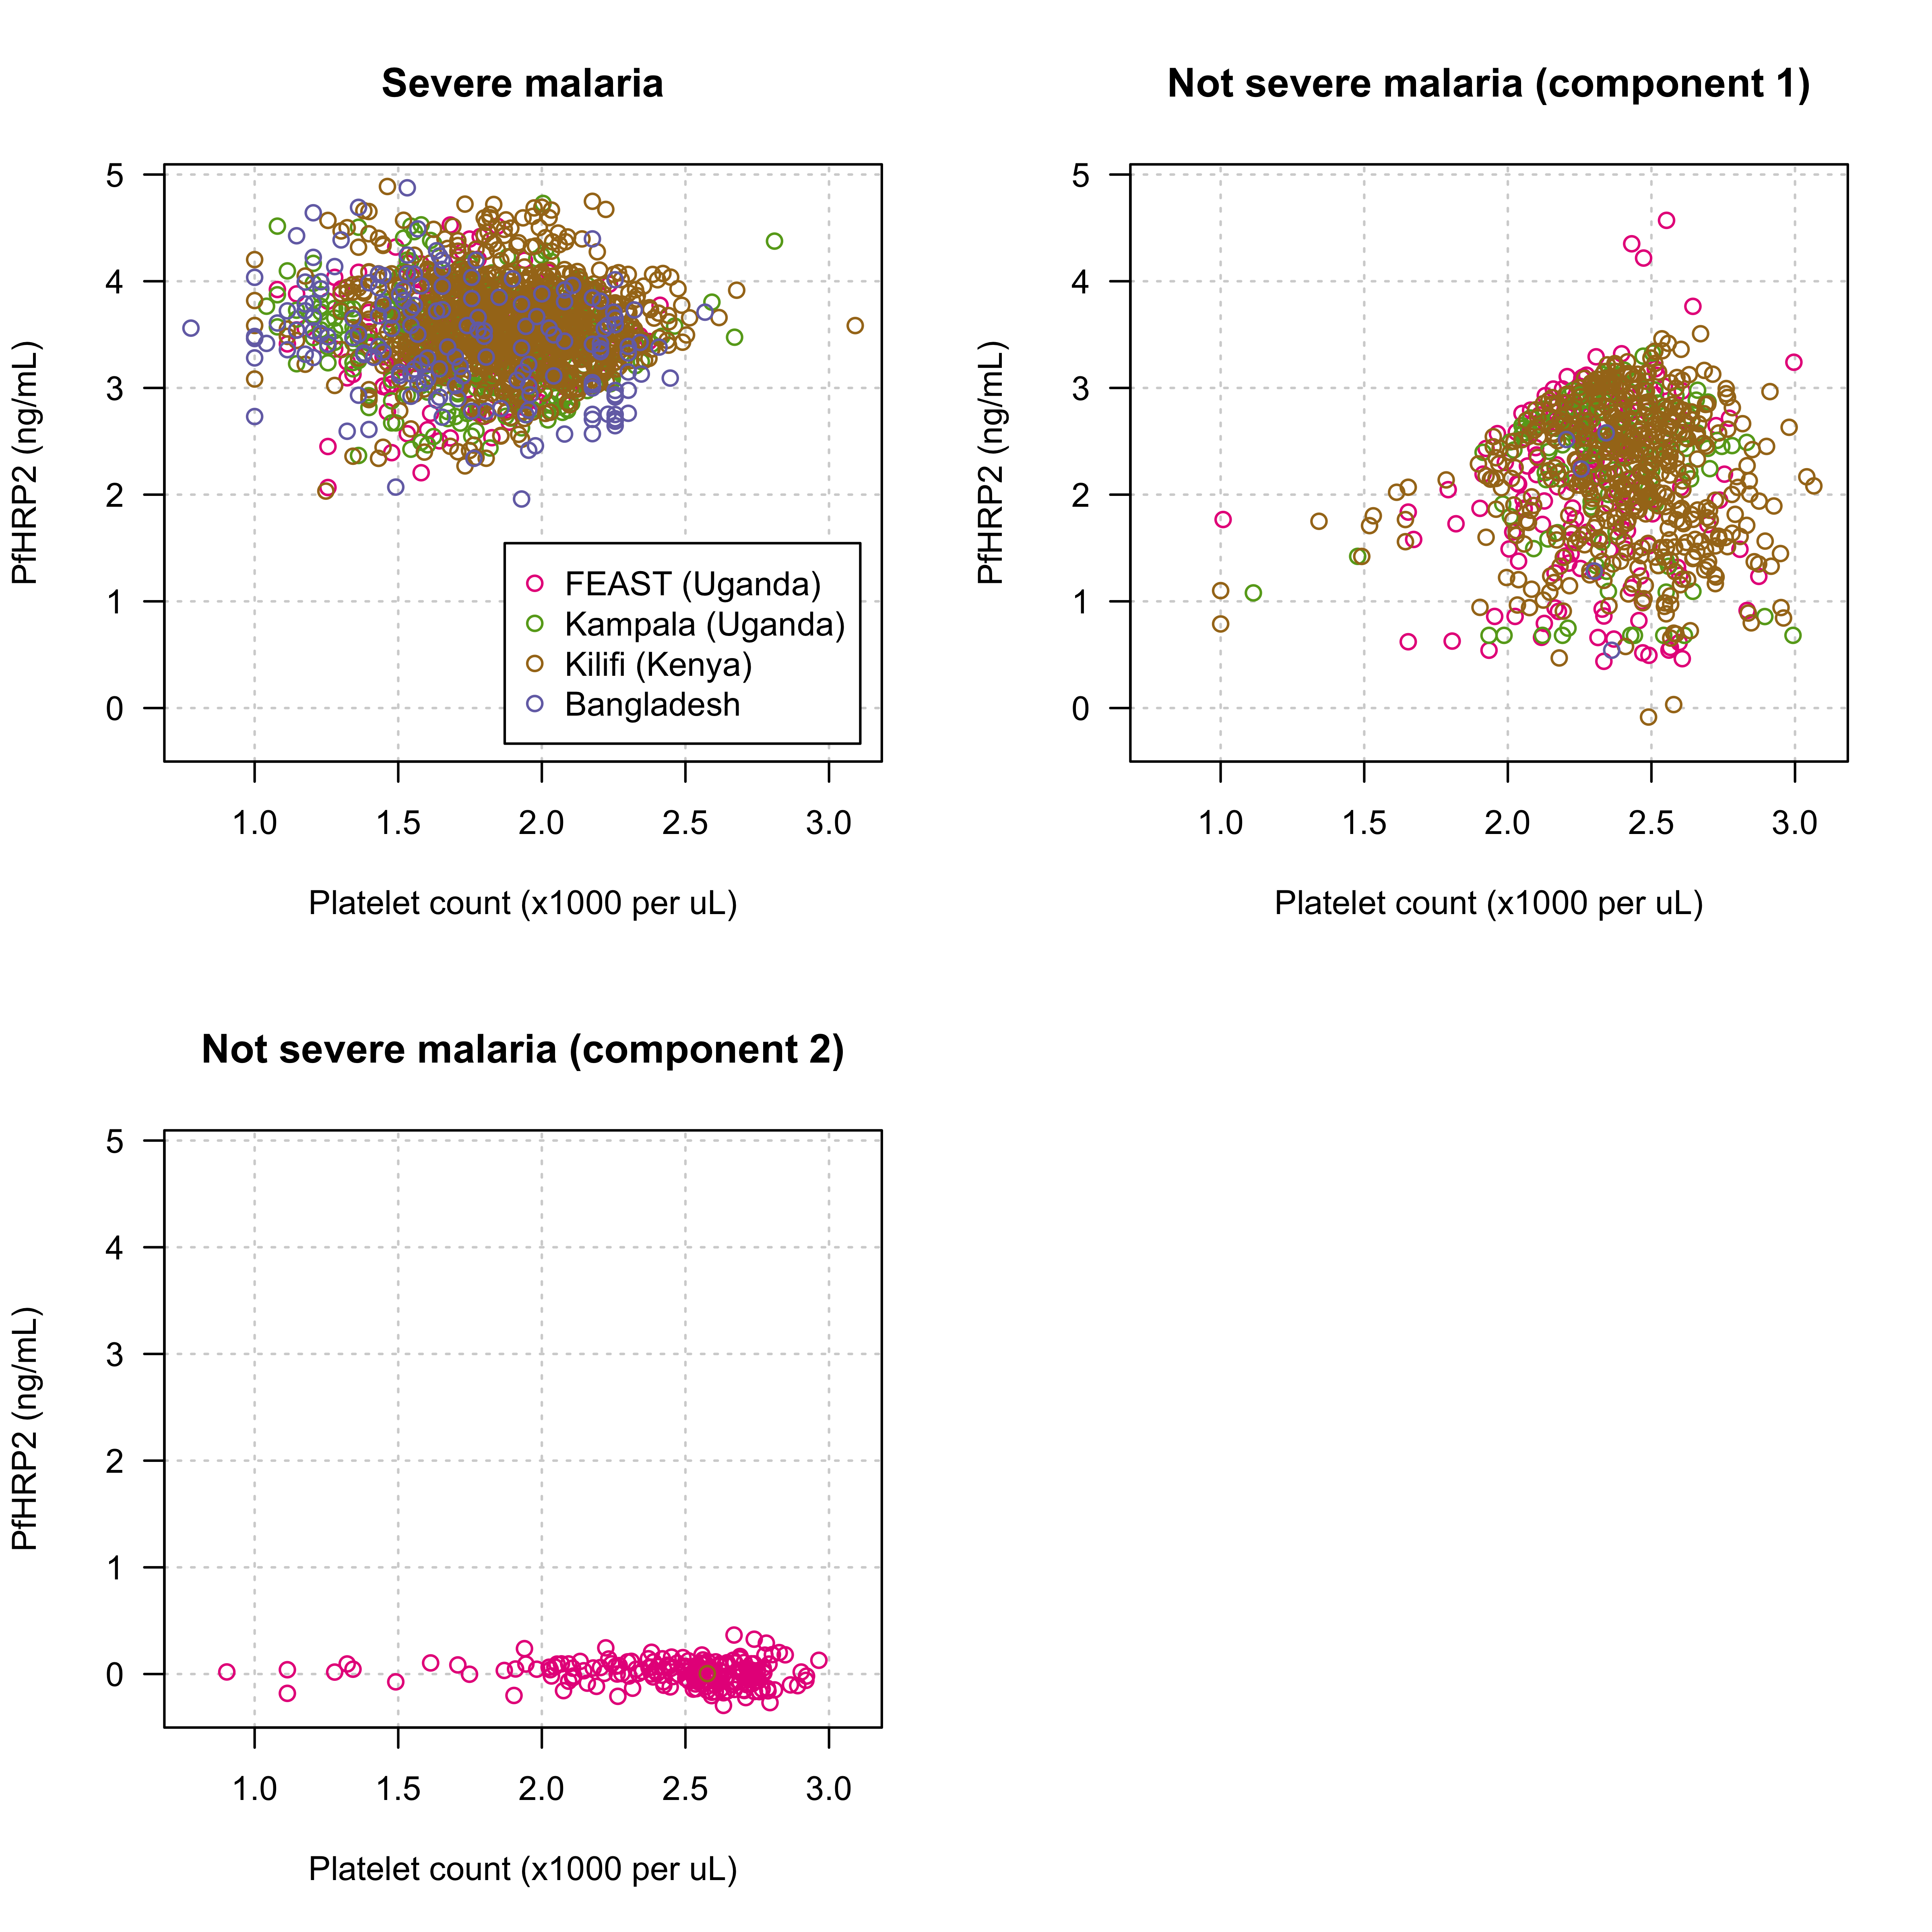 Severe malaria
5
4
3
2
1
0
PfHRP2 (ng/mL)
FEAST (Uganda)
Kampala (Uganda)
Kilifi (Kenya)
Bangladesh
1.0 1.5 2.0 2.5 3.0
Platelet count (x1000 per uL)
Not severe malaria (component 1)
5
4
3
2
1
0
PfHRP2 (ng/mL)
1.0 1.5 2.0 2.5 3.0
Platelet count (x1000 per uL)
Not severe malaria (component 2)
5
4
3
2
1
0
PfHRP2 (ng/mL)
1.0 1.5 2.0 2.5 3.0
Platelet count (x1000 per uL)